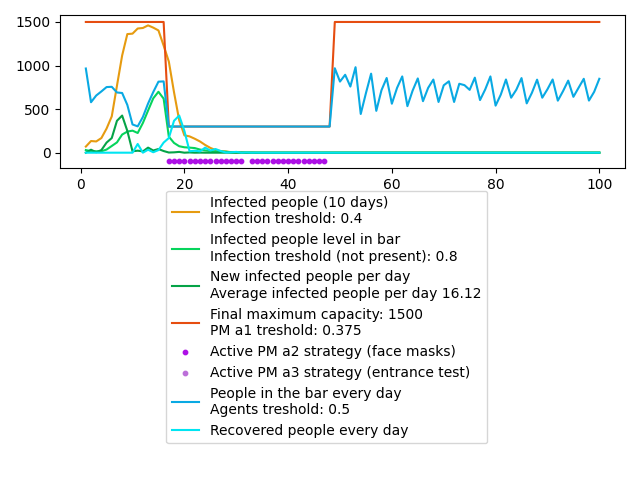 1500
1000
500
0
0
20
40
60
80
100
Infected people (10 days)
Infection treshold: 0.4
Infected people level in bar
Infection treshold (not present): 0.8
New infected people per day
Average infected people per day 16.12
Final maximum capacity: 1500
PM a1 treshold: 0.375
Active PM a2 strategy (face masks)
Active PM a3 strategy (entrance test)
People in the bar every day
Agents treshold: 0.5
Recovered people every day